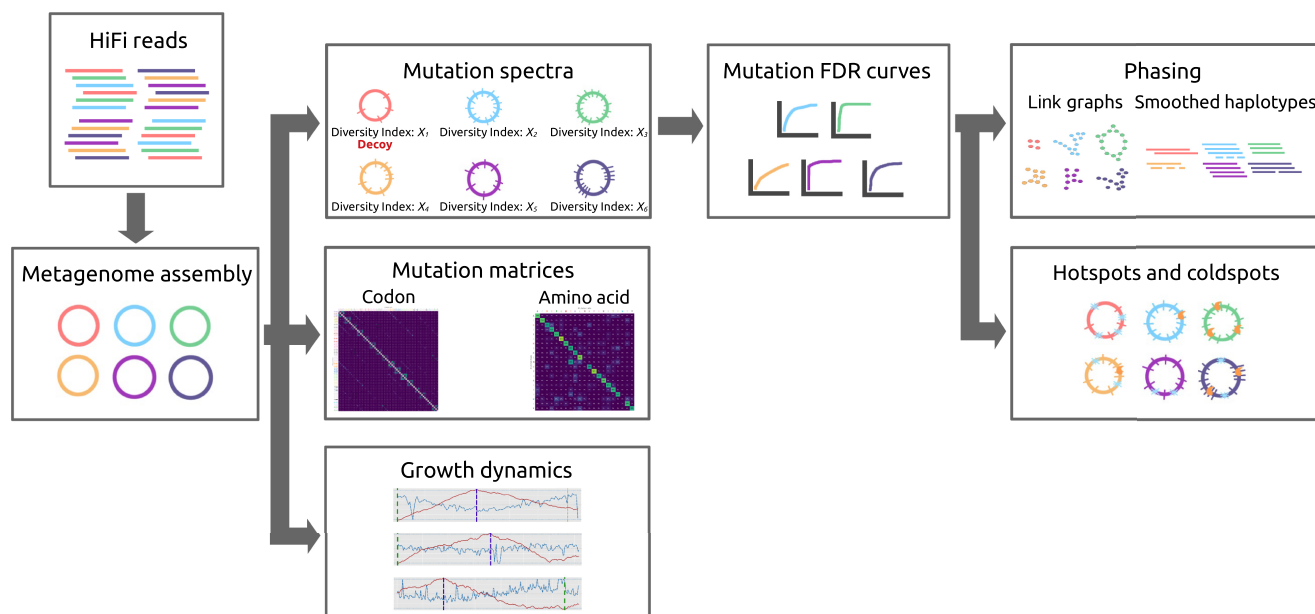 HiFi reads
Metagenome assembly
Mutation spectra
Diversity Index: X₁
Decoy
Diversity Index: X₂
Diversity Index: X₃
Diversity Index: X₄
Diversity Index: X₅
Diversity Index: X₆
Mutation matrices
Codon
Amino acid
Growth dynamics
Mutation FDR curves
Phasing
Link graphs
Smoothed haplotypes
Hotspots and coldspots